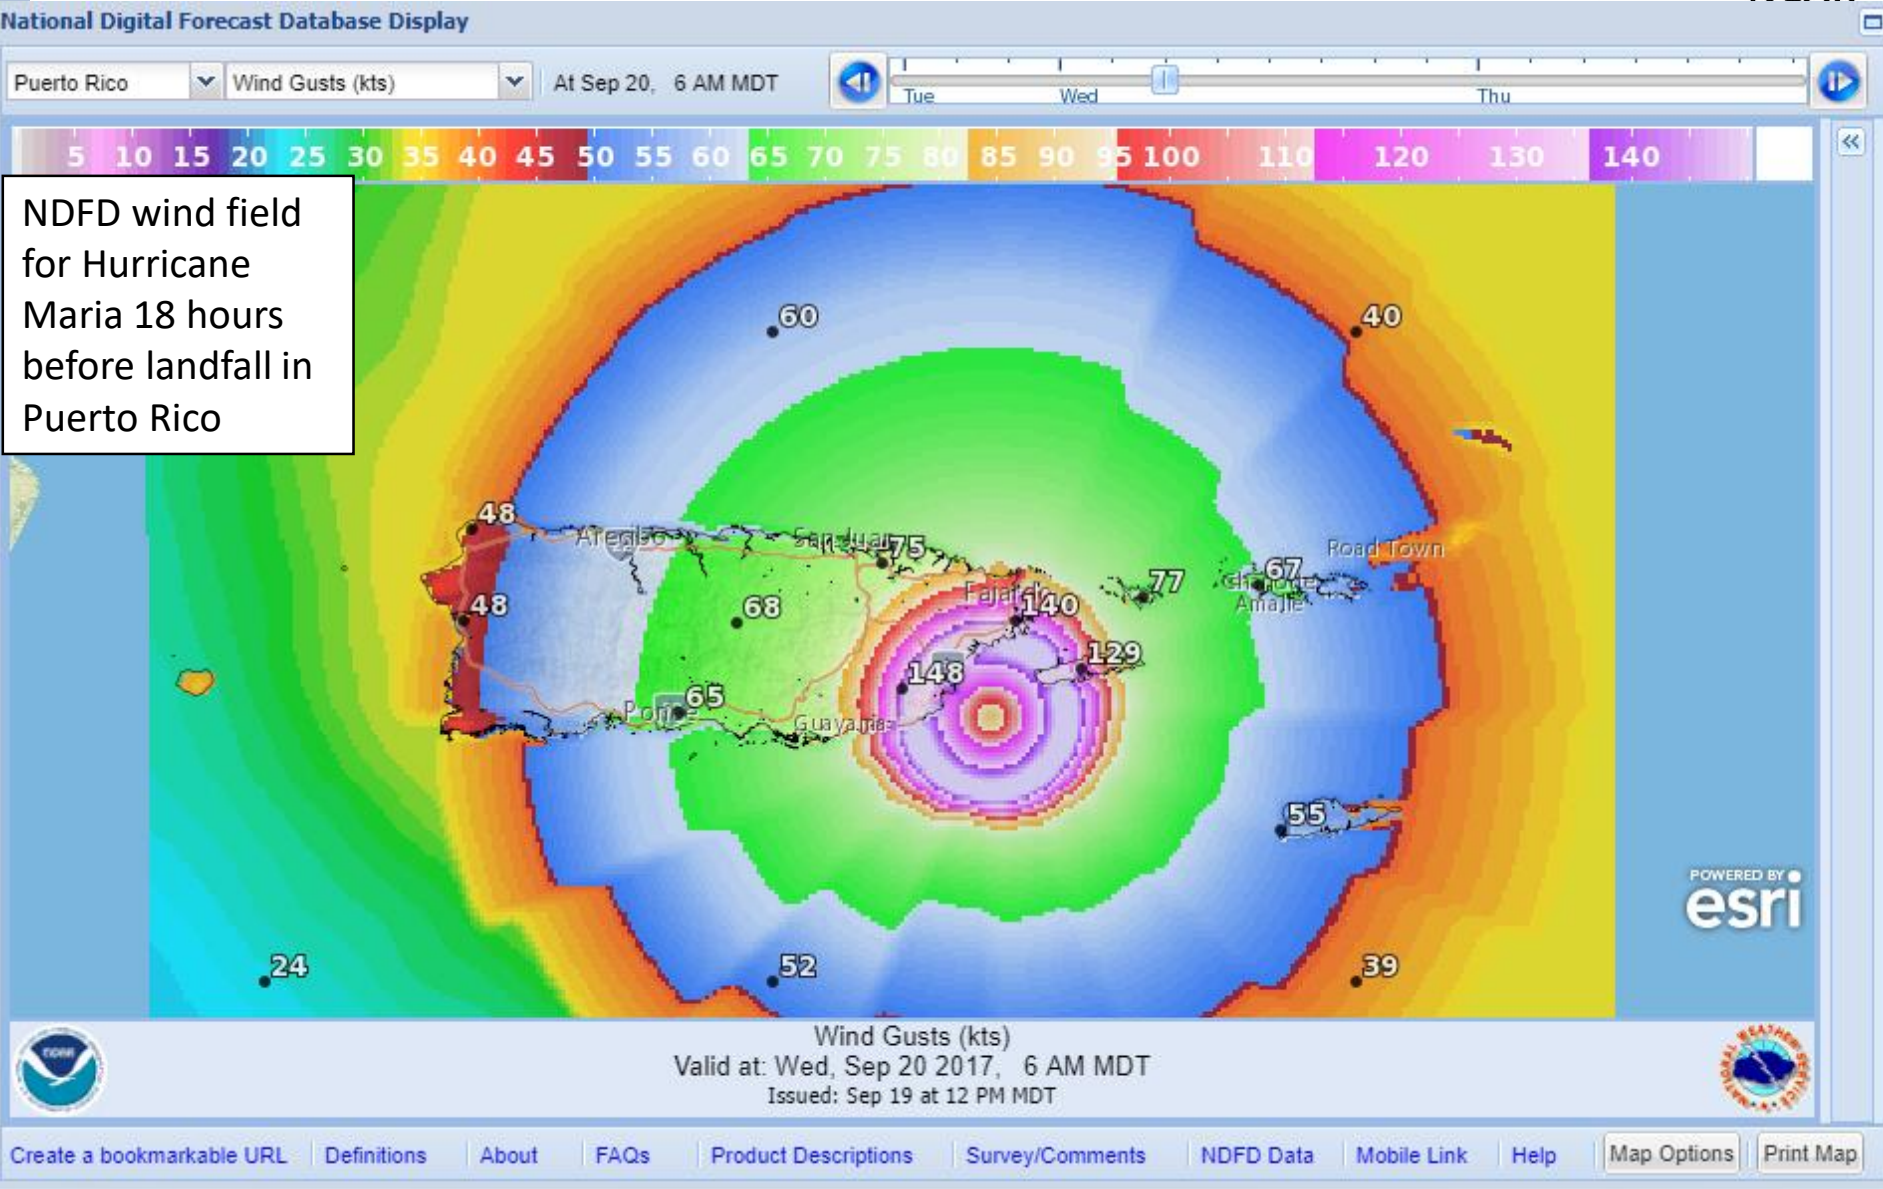 National Digital Forecast Database Display
Puerto Rico
Wind Gusts (kts)
At Sep 20, 6 AM MDT
Tue
Wed
Thu
5 10 15 20 25 30 35 40 45 50 55 60 65 70 75 80 85 90 95 100 110 120 130 140
NDFD wind field
for Hurricane
Maria 18 hours
before landfall in
Puerto Rico
60
40
48
Arecibo
San Juan
75
Road Town
67
77
Charlotte
Amalie
Fajardo
140
48
68
129
148
65
Ponce
Guayama
55
POWERED BY
esri
24
52
39
Wind Gusts (kts)
Valid at: Wed, Sep 20 2017, 6 AM MDT
Issued: Sep 19 at 12 PM MDT
NOAA
NATIONAL WEATHER SERVICE
Create a bookmarkable URL
Definitions
About
FAQs
Product Descriptions
Survey/Comments
NDFD Data
Mobile Link
Help
Map Options
Print Map